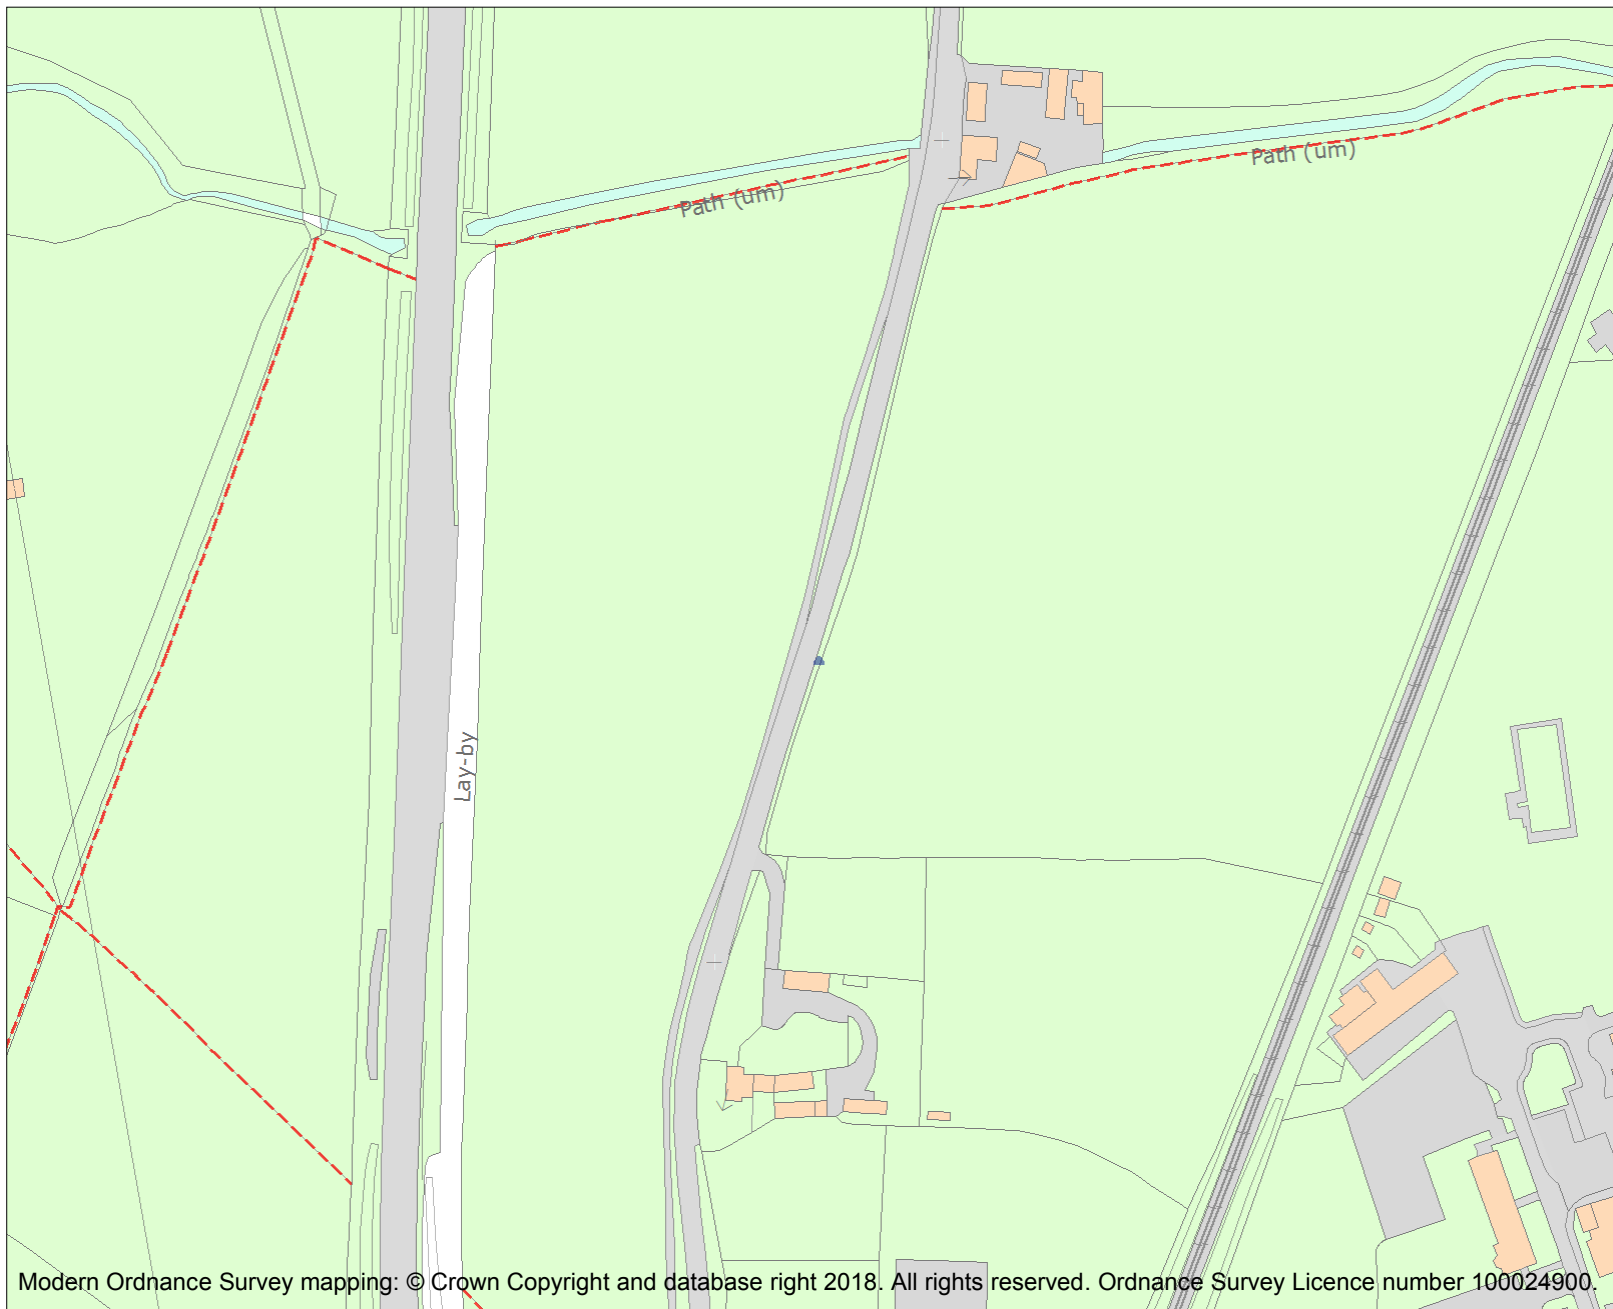 Path (um)
Path (um)
Lay-by
Modern Ordnance Survey mapping: © Crown Copyright and database right 2018. All rights reserved. Ordnance Survey Licence number 100024900.